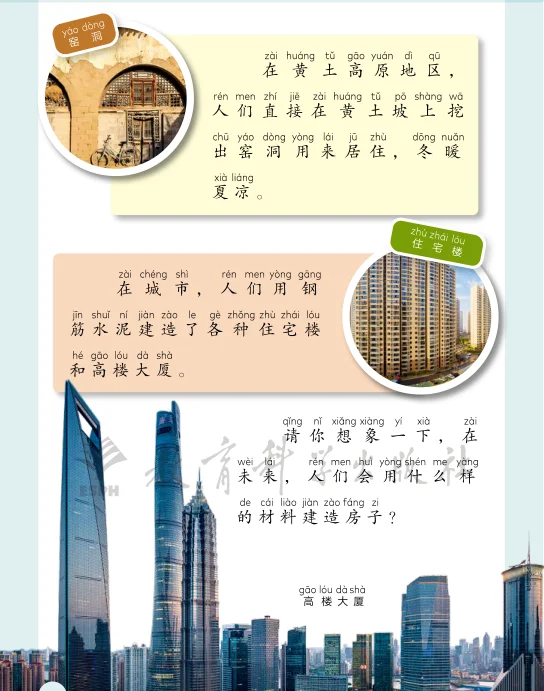 yáo dòng
窑洞
zài huáng tǔ gāo yuán dì qū
在黄土高原地区，
rén men zhí jiē zài huáng tǔ pō shàng wā
人们直接在黄土坡上挖
chū yáo dòng yòng lái jū zhù dōng nuǎn
出窑洞用来居住，冬暖
xià liáng
夏凉。
zhù zhái lóu
住宅楼
zài chéng shì rén men yòng gāng
在城市，人们用钢
jīn shuǐ ní jiàn zào le gè zhǒng zhù zhái lóu
筋水泥建造了各种住宅楼
hé gāo lóu dà shà
和高楼大厦。
qǐng nǐ xiǎng xiàng yí xià zài
请你想象一下，在
wèi lái rén men huì yòng shén me yàng
未来，人们会用什么样
de cái liào jiàn zào fáng zi
的材料建造房子？
教育科学出版社
ESPH
gāo lóu dà shà
高楼大厦